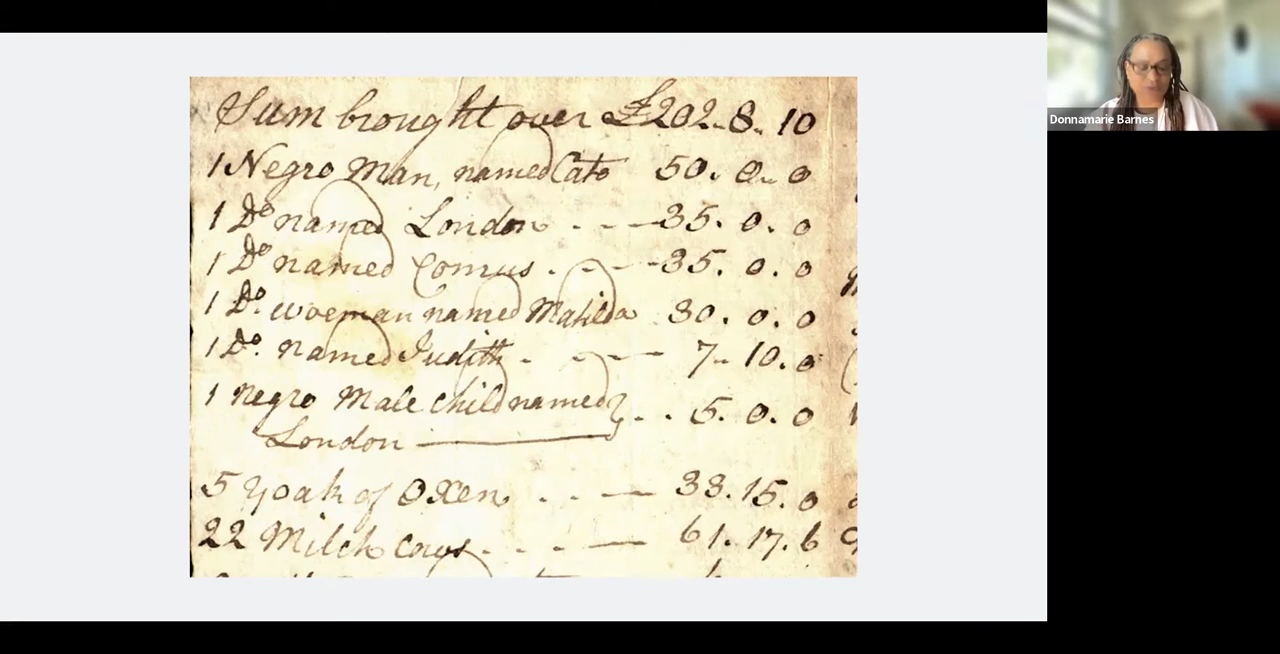 Sum brought over £202.8.10
1 Negro Man, named Cato 50.0.0
1 Do named London 35.0.0
1 Do named Comus 35.0.0
1 Do. woeman named Matilda 30.0.0
1 Do. named Judith 7.10.0
1 Negro Male Child named 5.0.0
London
5 Yoak of Oxen 33.15.0
22 Milch Cows 61.17.6
Donnamarie Barnes